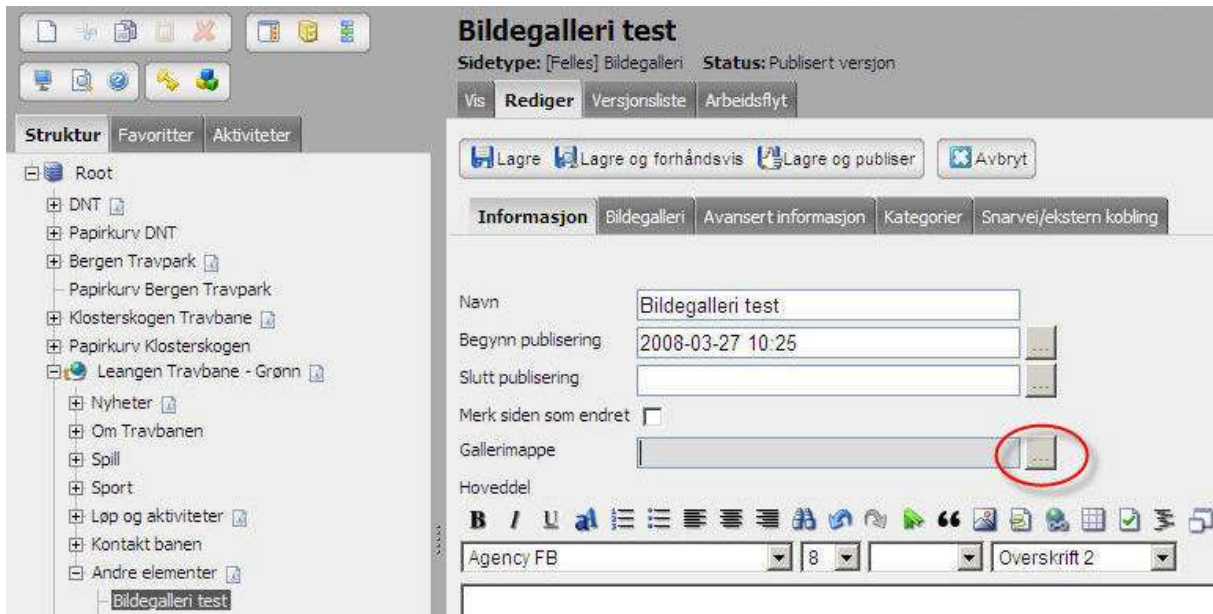 Struktur Favoritter Aktiviteter
Root
DNT
Papirkurv DNT
Bergen Travpark
Papirkurv Bergen Travpark
Klosterskogen Travbane
Papirkurv Klosterskogen
Leangen Travbane - Grønn
Nyheter
Om Travbanen
Spill
Sport
Løp og aktiviteter
Kontakt banen
Andre elementer
Bildegalleri test
Bildegalleri test
Sidetype: [Felles] Bildegalleri Status: Publisert versjon
Vis Rediger Versjonsliste Arbeidsflyt
Lagre Lagre og forhåndsvis Lagre og publiser Avbryt
Informasjon Bildegalleri Avansert informasjon Kategorier Snarvei/ekstern kobling
Navn Bildegalleri test
Begynn publisering 2008-03-27 10:25 ...
Slutt publisering ...
Merk siden som endret
Gallerimappe ...
Hoveddel
B I U a
Agency FB 8 Overskrift 2